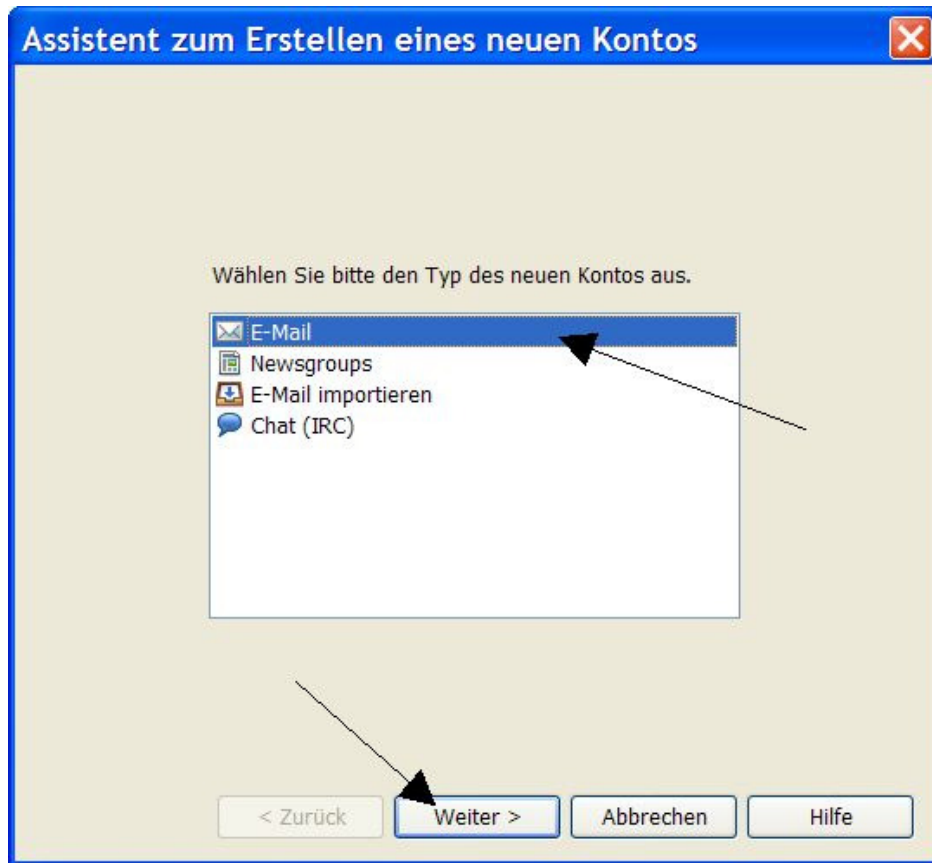 Assistent zum Erstellen eines neuen Kontos
Wählen Sie bitte den Typ des neuen Kontos aus.
E-Mail
Newsgroups
E-Mail importieren
Chat (IRC)
< Zurück Weiter > Abbrechen Hilfe